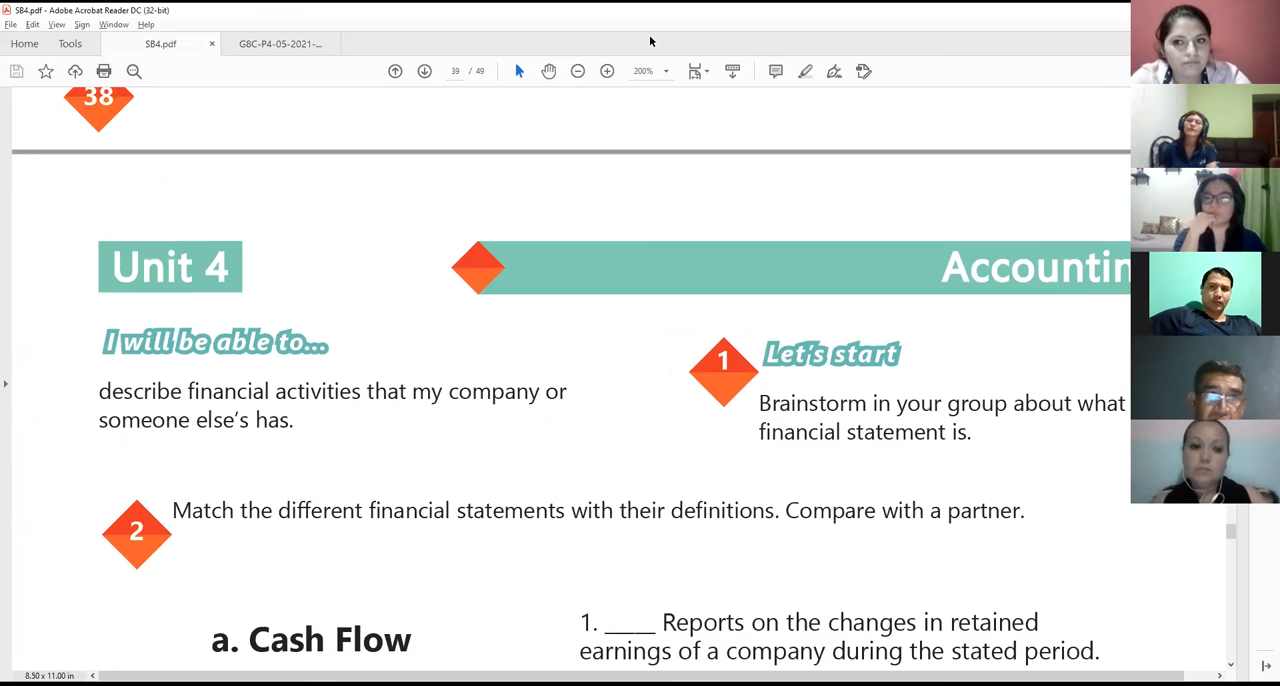 SB4.pdf - Adobe Acrobat Reader DC (32-bit)
File Edit View Sign Window Help
Home Tools SB4.pdf × G8C-P4-05-2021-...
39 / 49 200%
38
Unit 4
Accountin
I will be able to...
describe financial activities that my company or
someone else's has.
1 Let's start
Brainstorm in your group about what
financial statement is.
2 Match the different financial statements with their definitions. Compare with a partner.
a. Cash Flow
1. ____ Reports on the changes in retained
earnings of a company during the stated period.
8.50 x 11.00 in